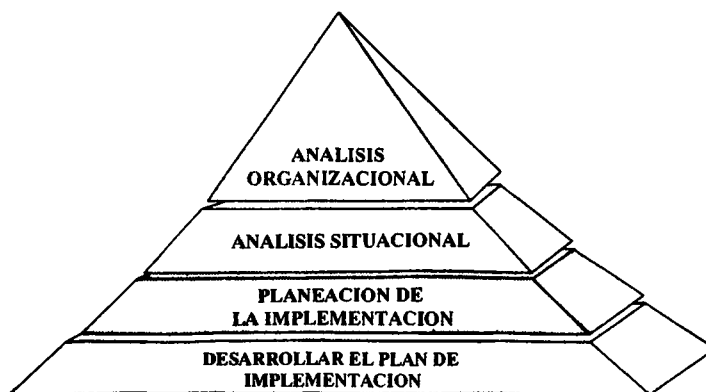 ANALISIS
ORGANIZACIONAL
ANALISIS SITUACIONAL
PLANEACION DE
LA IMPLEMENTACION
DESARROLLAR EL PLAN DE
IMPLEMENTACION